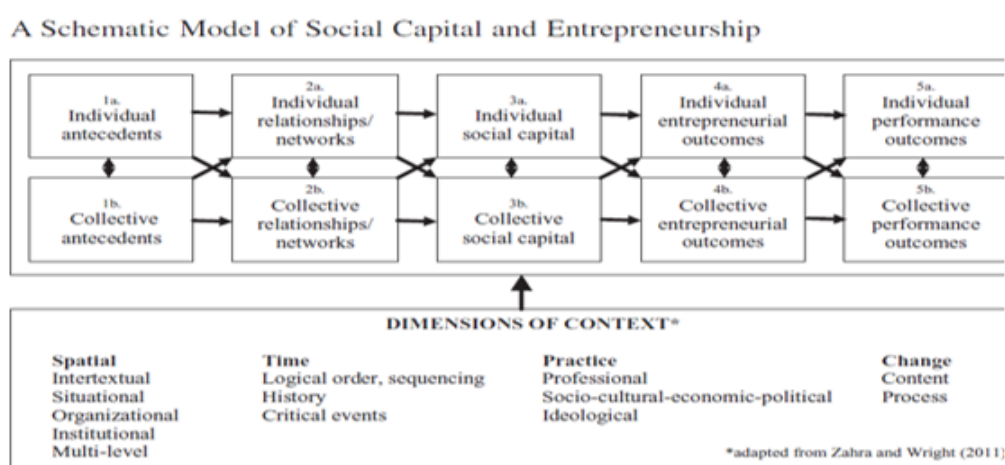 A Schematic Model of Social Capital and Entrepreneurship
1a.
Individual
antecedents
2a.
Individual
relationships/
networks
3a.
Individual
social capital
4a.
Individual
entrepreneurial
outcomes
5a.
Individual
performance
outcomes
1b.
Collective
antecedents
2b.
Collective
relationships/
networks
3b.
Collective
social capital
4b.
Collective
entrepreneurial
outcomes
5b.
Collective
performance
outcomes
DIMENSIONS OF CONTEXT*
Spatial
Intertextual
Situational
Organizational
Institutional
Multi-level
Time
Logical order, sequencing
History
Critical events
Practice
Professional
Socio-cultural-economic-political
Ideological
Change
Content
Process
*adapted from Zahra and Wright (2011)